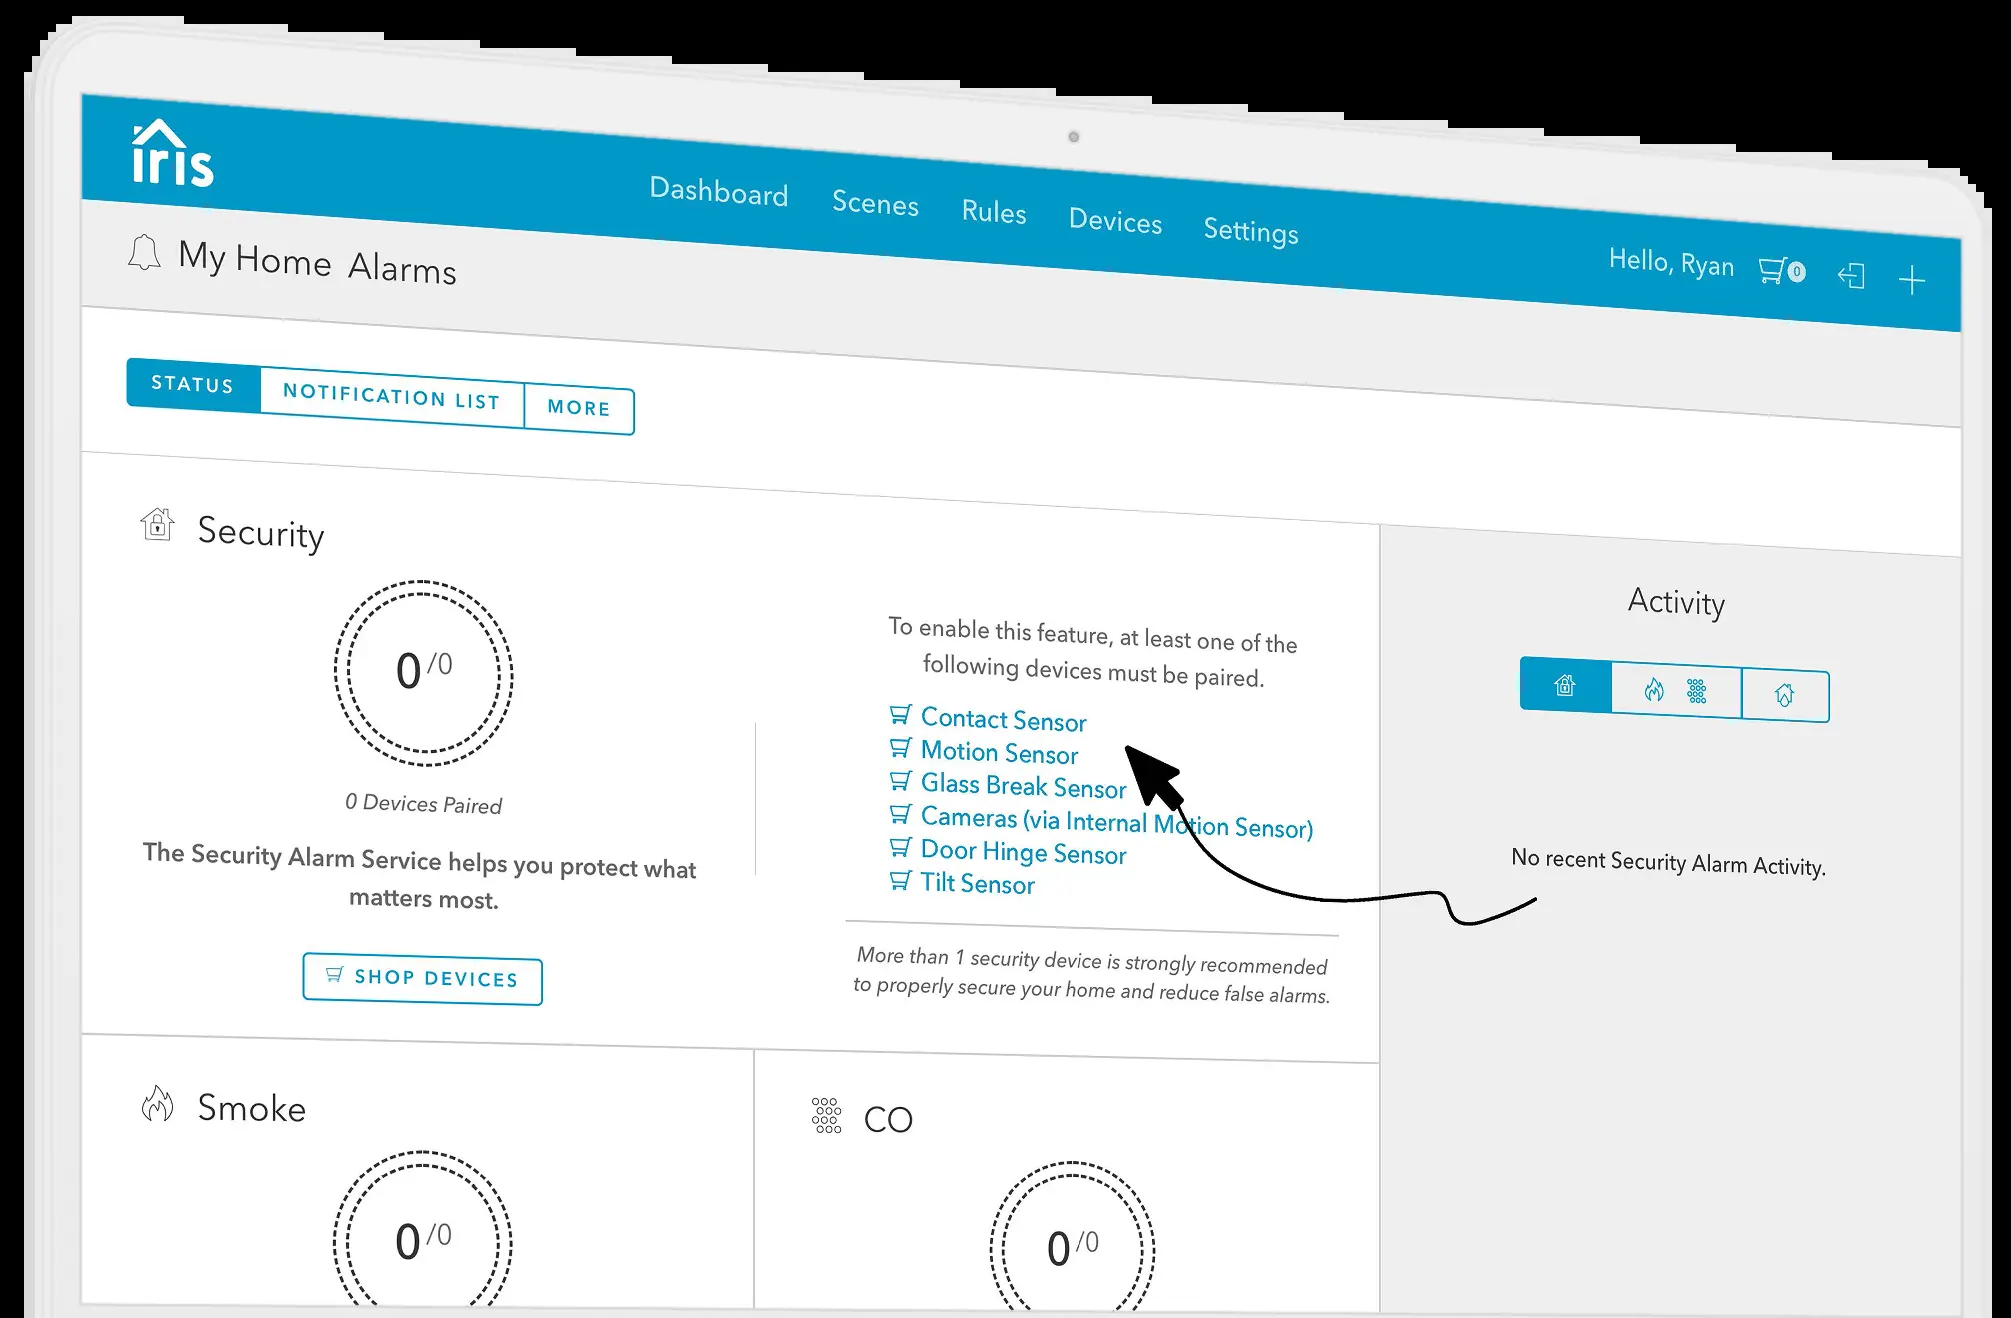 iris
Dashboard
Scenes
Rules
Devices
Settings
Hello, Ryan
0
My Home Alarms
STATUS
NOTIFICATION LIST
MORE
Security
0/0
0 Devices Paired
The Security Alarm Service helps you protect what
matters most.
SHOP DEVICES
To enable this feature, at least one of the
following devices must be paired.
Contact Sensor
Motion Sensor
Glass Break Sensor
Cameras (via Internal Motion Sensor)
Door Hinge Sensor
Tilt Sensor
More than 1 security device is strongly recommended
to properly secure your home and reduce false alarms.
Activity
No recent Security Alarm Activity.
Smoke
0/0
CO
0/0